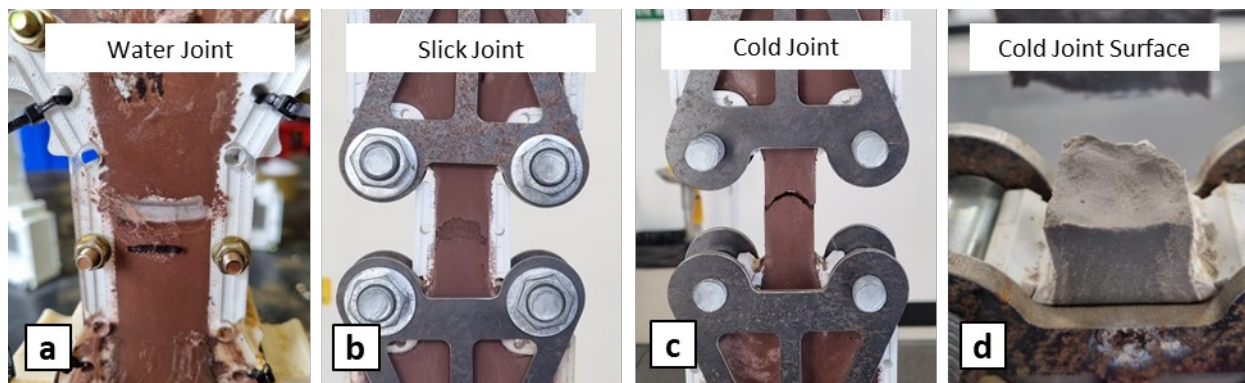 Water Joint
Slick Joint
Cold Joint
Cold Joint Surface
a
b
c
d